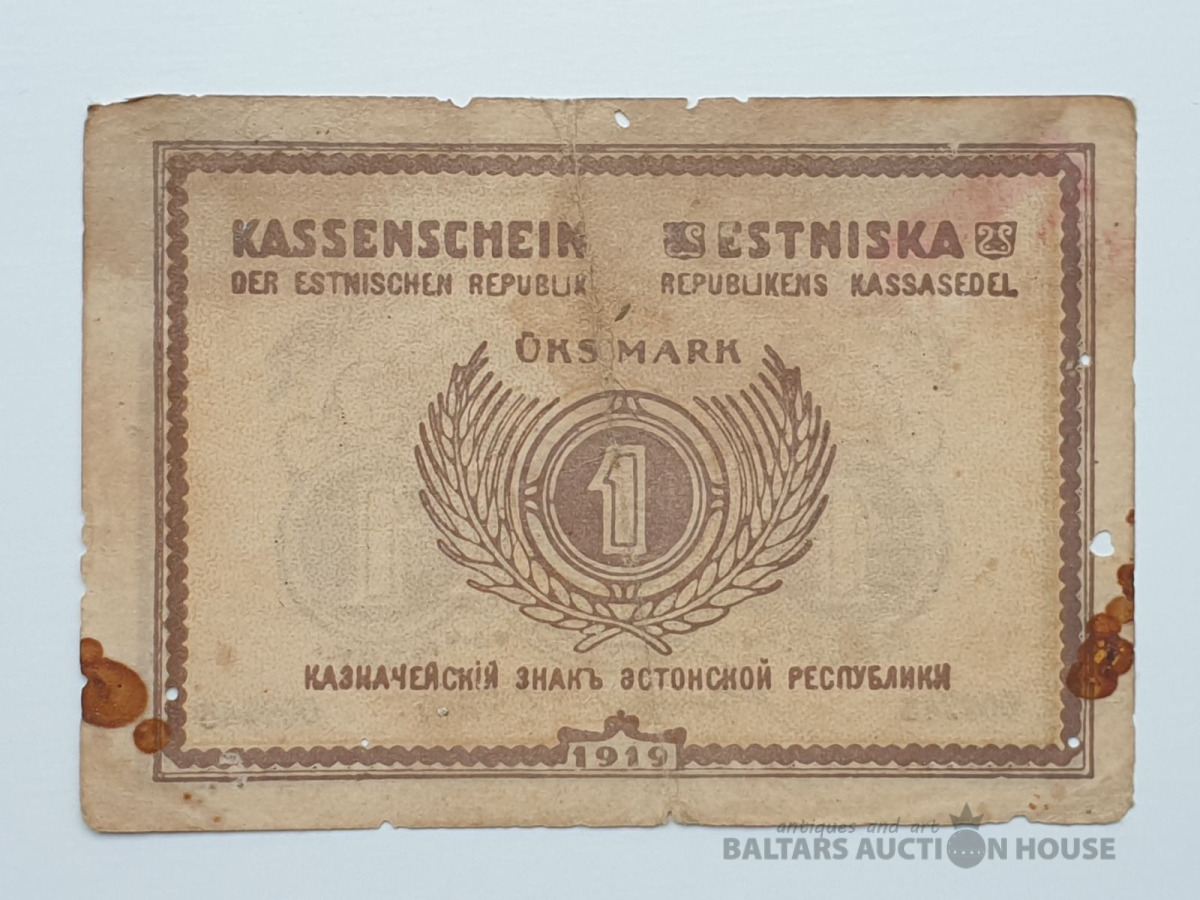 KASSENSCHEIN
DER ESTNISCHEN REPUBLIK
ESTNISKA
REPUBLIKENS KASSASEDEL
ÜKS MARK
1
КАЗНАЧЕЙСКІЙ ЗНАКЪ ЭСТОНСКОЙ РЕСПУБЛИКИ
1919
antiques and art
BALTARS AUCTION HOUSE